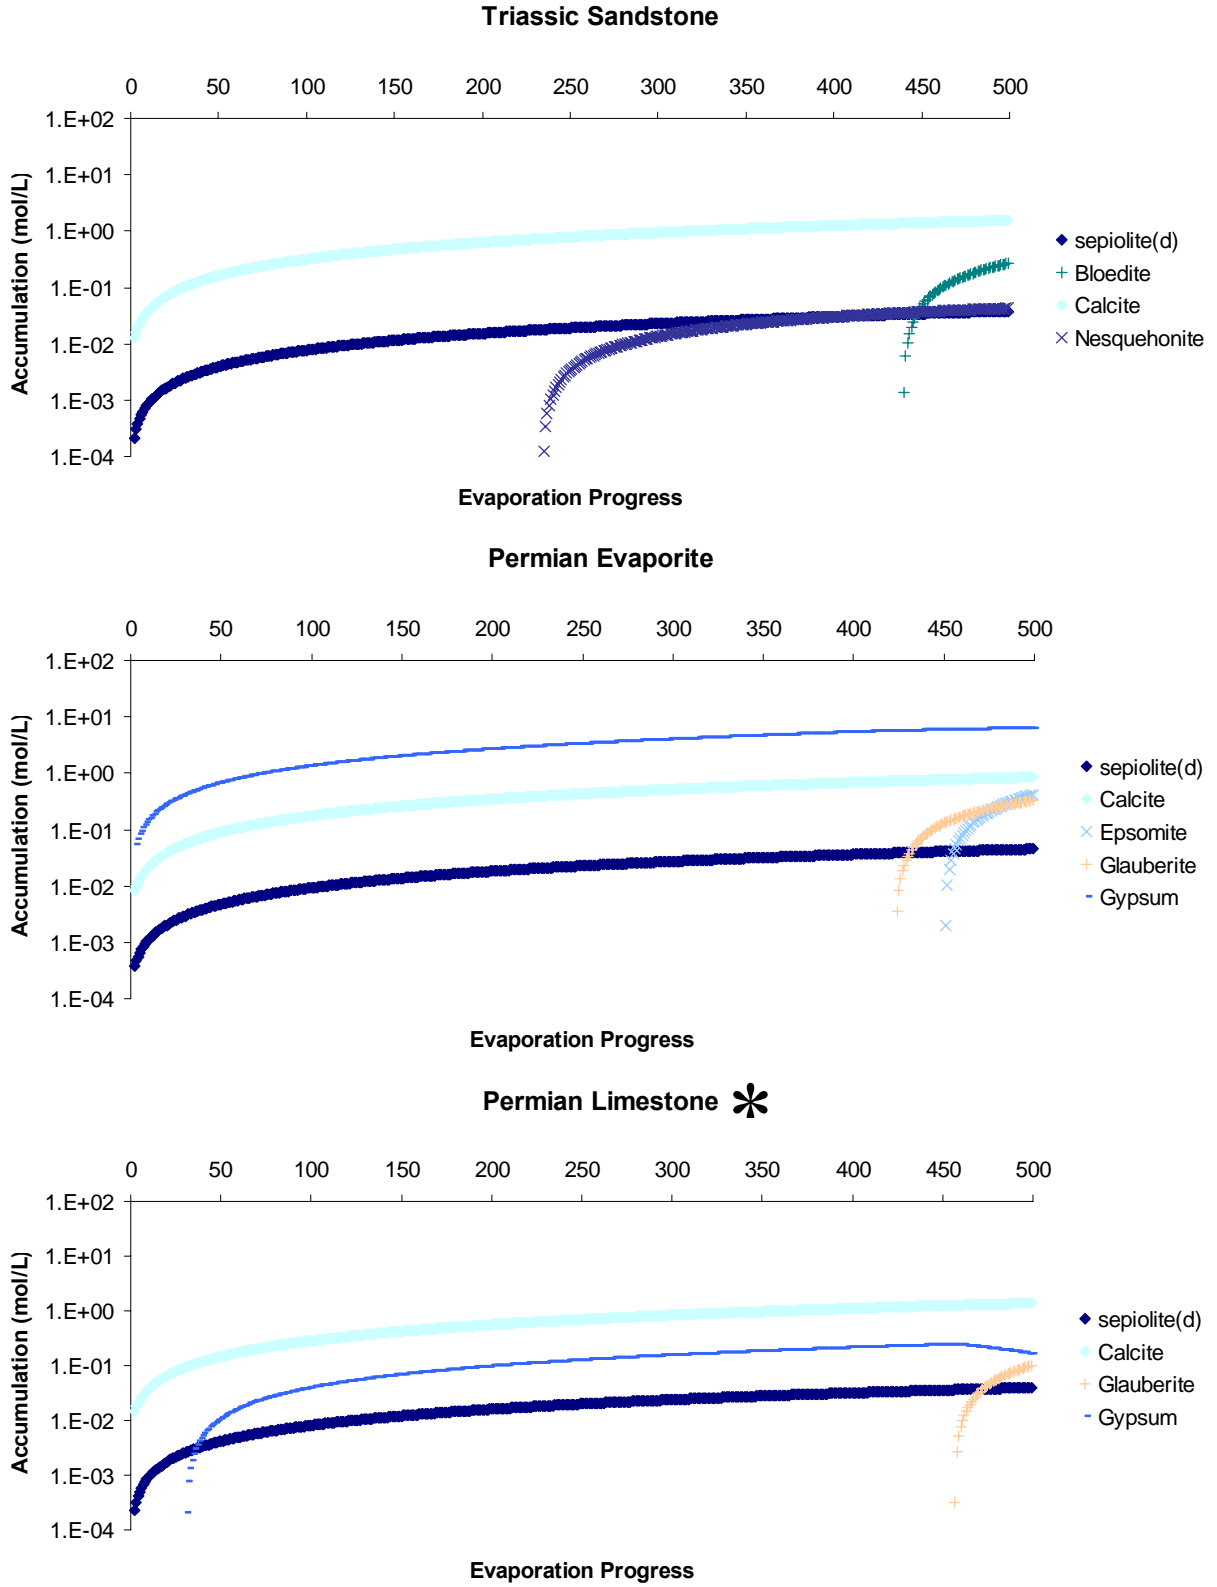 Triassic Sandstone
0 50 100 150 200 250 300 350 400 450 500
1.E+02
1.E+01
1.E+00
1.E-01
1.E-02
1.E-03
1.E-04
Accumulation (mol/L)
sepiolite(d)
Bloedite
Calcite
Nesquehonite
Evaporation Progress
Permian Evaporite
0 50 100 150 200 250 300 350 400 450 500
1.E+02
1.E+01
1.E+00
1.E-01
1.E-02
1.E-03
1.E-04
Accumulation (mol/L)
sepiolite(d)
Calcite
Epsomite
Glauberite
Gypsum
Evaporation Progress
Permian Limestone *
0 50 100 150 200 250 300 350 400 450 500
1.E+02
1.E+01
1.E+00
1.E-01
1.E-02
1.E-03
1.E-04
Accumulation (mol/L)
sepiolite(d)
Calcite
Glauberite
Gypsum
Evaporation Progress